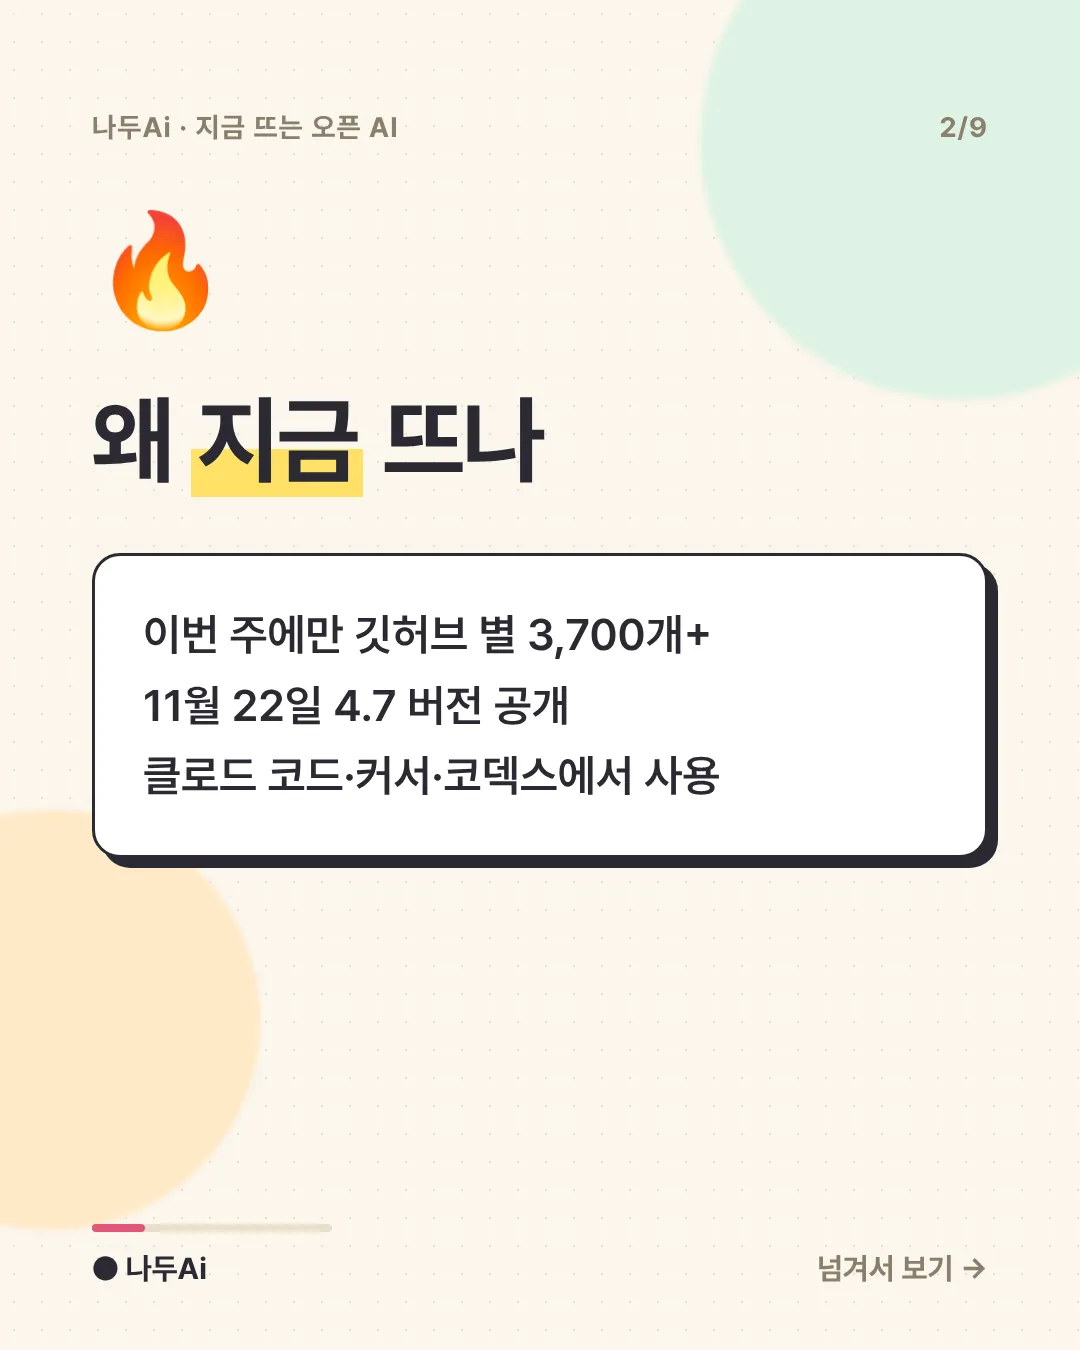 나두Ai · 지금 뜨는 오픈 AI
2/9
왜 지금 뜨나
이번 주에만 깃허브 별 3,700개+
11월 22일 4.7 버전 공개
클로드 코드·커서·코덱스에서 사용
나두Ai
넘겨서 보기 →